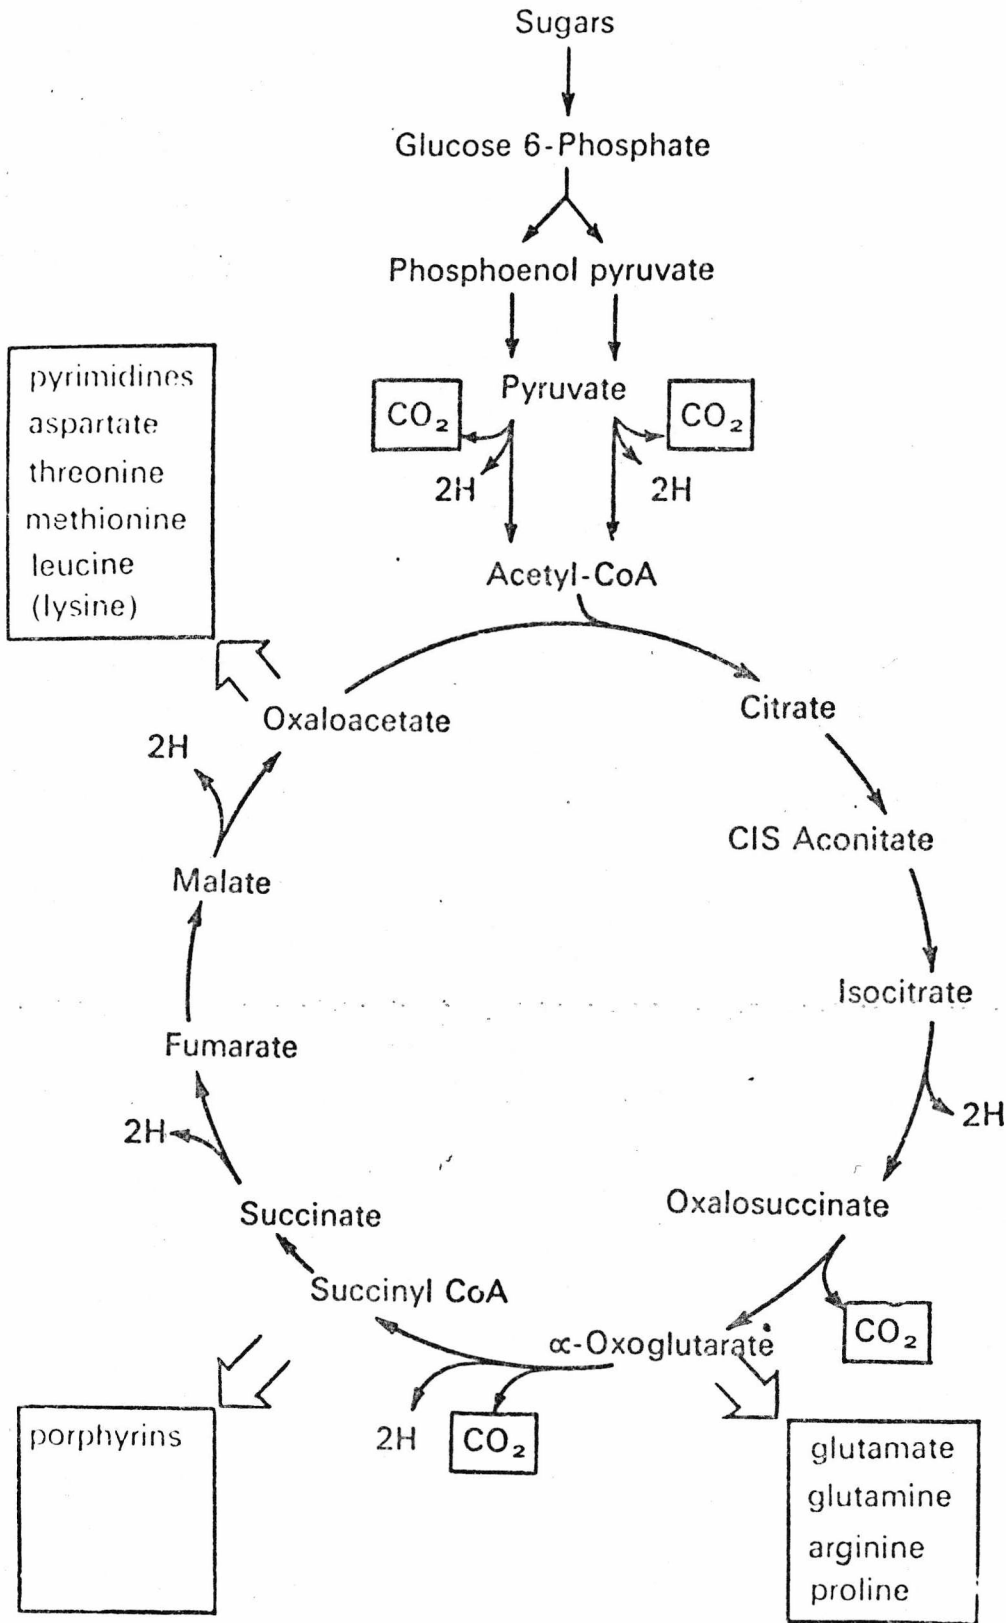 Sugars
Glucose 6-Phosphate
Phosphoenol pyruvate
Pyruvate
CO₂
CO₂
2H
2H
Acetyl-CoA
pyrimidines
aspartate
threonine
methionine
leucine
(lysine)
Oxaloacetate
Citrate
2H
CIS Aconitate
Malate
Isocitrate
Fumarate
2H
2H
Oxalosuccinate
Succinate
Succinyl CoA
CO₂
α-Oxoglutarate
2H
CO₂
porphyrins
glutamate
glutamine
arginine
proline